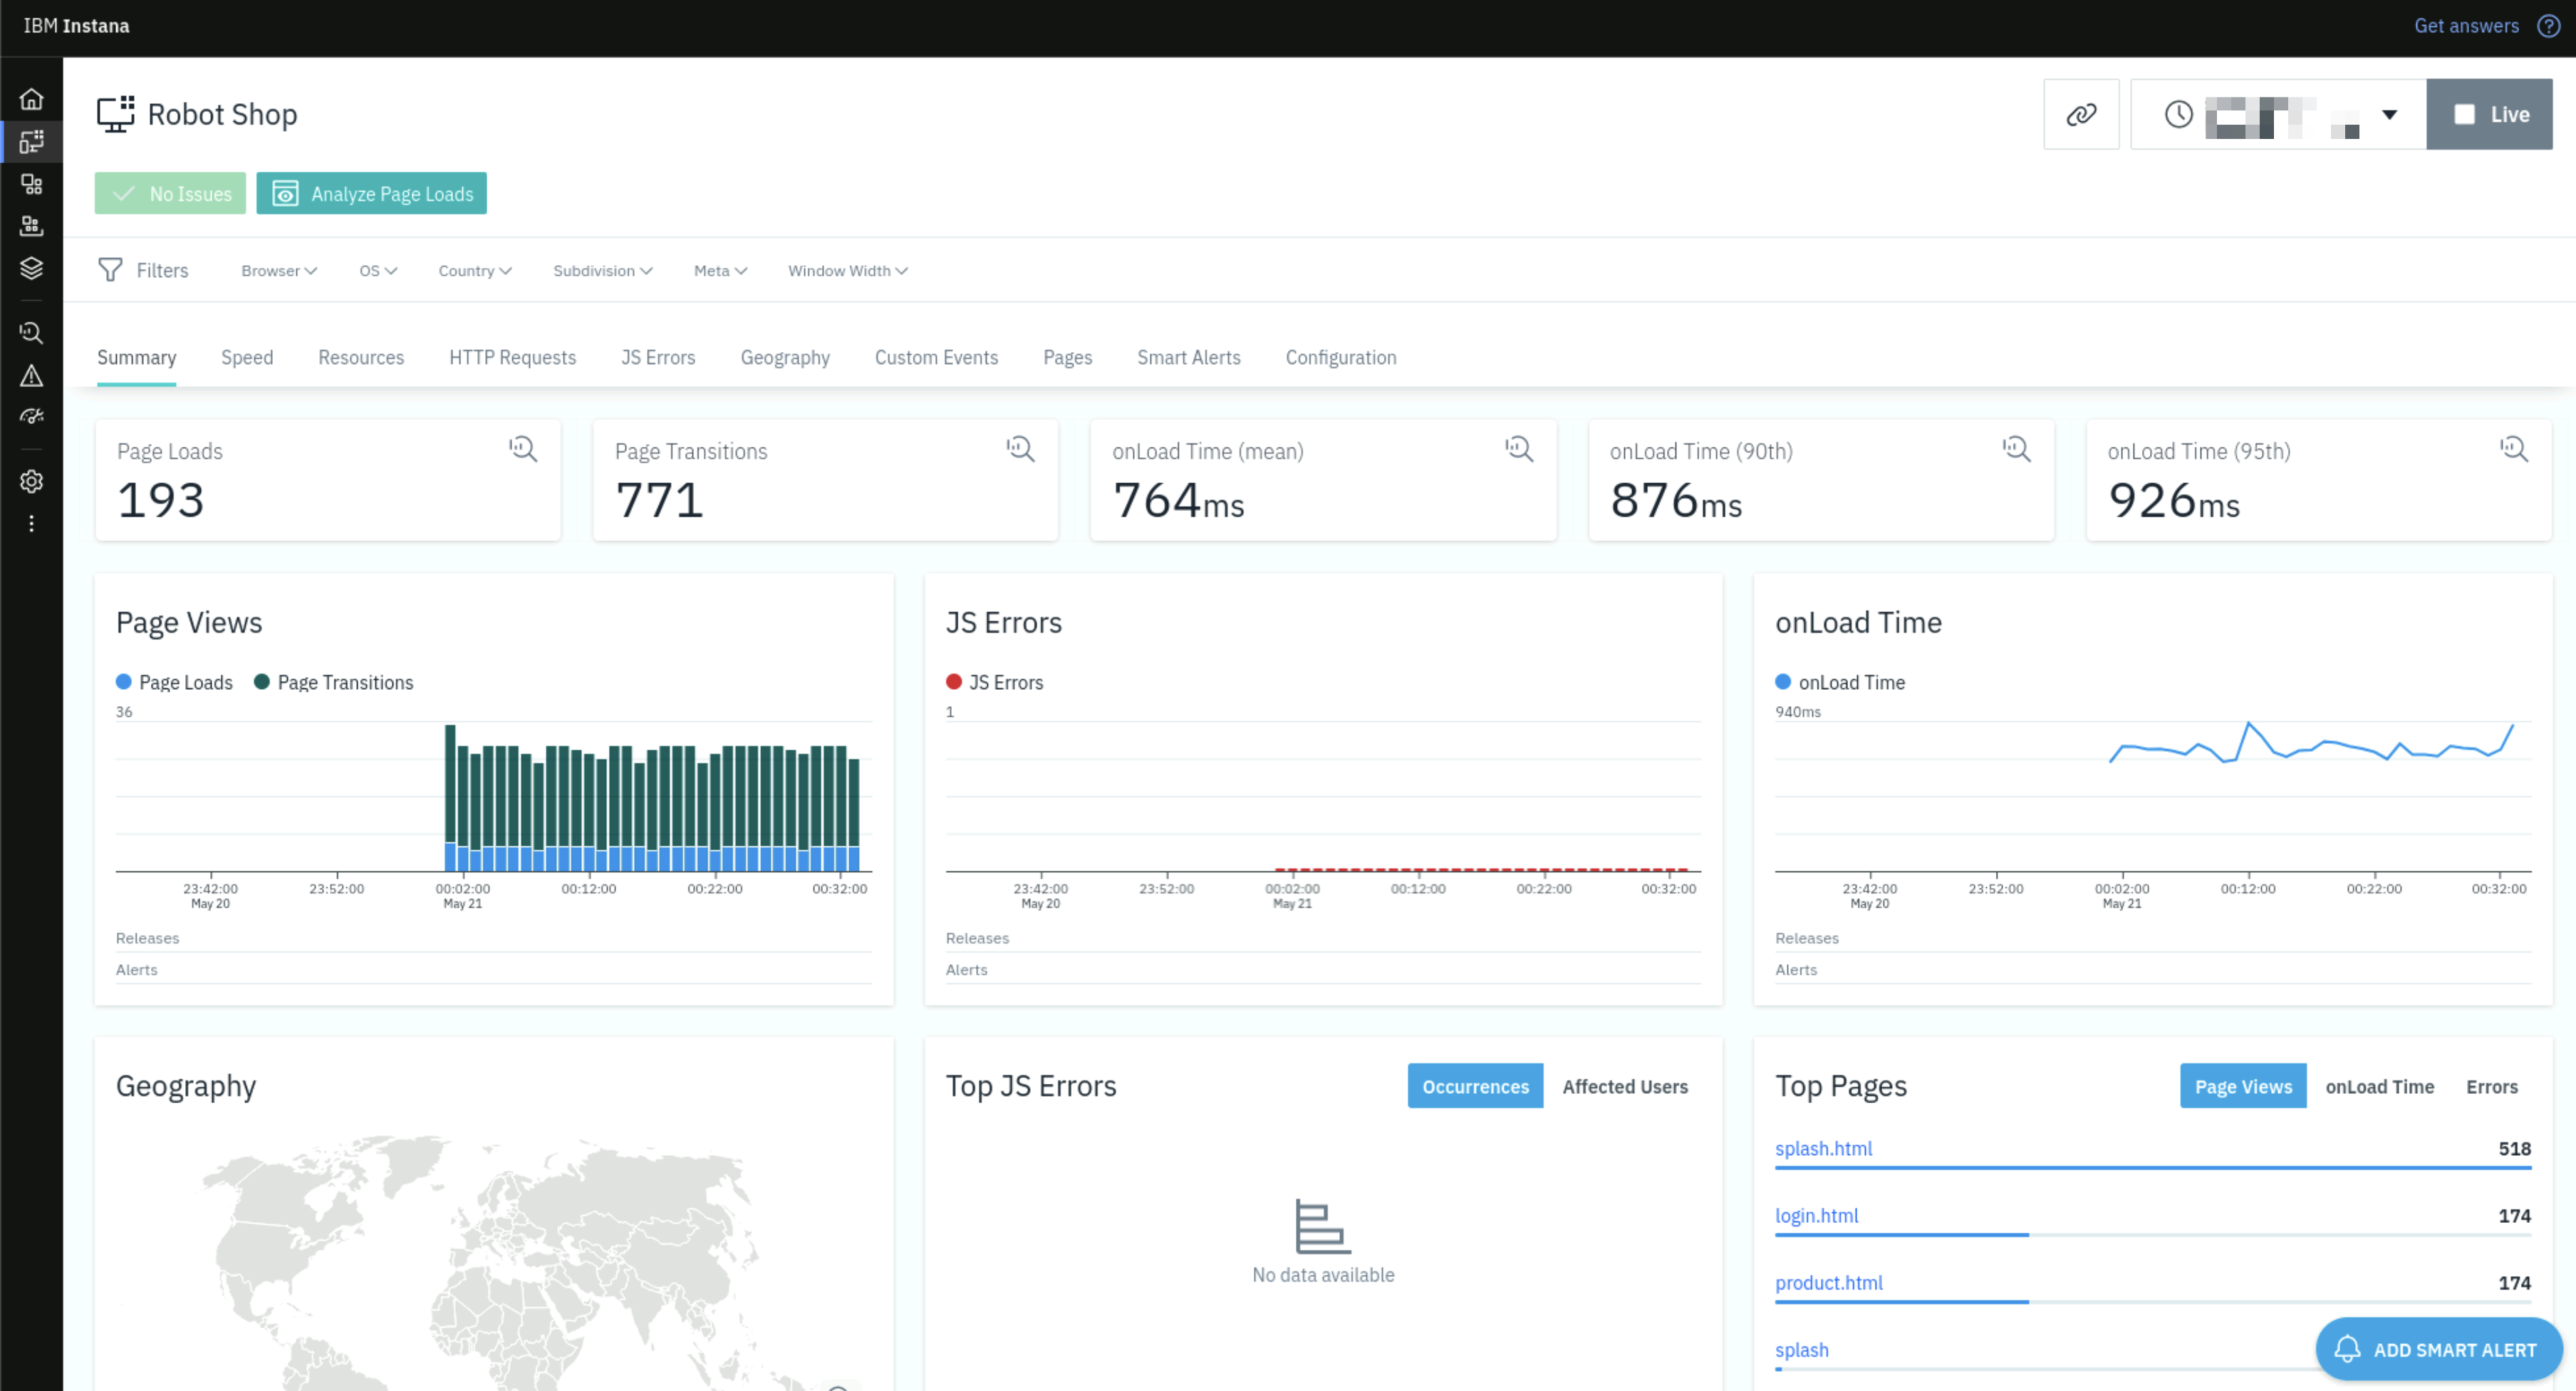 IBM Instana
Get answers
Robot Shop
Live
No Issues
Analyze Page Loads
Filters Browser OS Country Subdivision Meta Window Width
Summary Speed Resources HTTP Requests JS Errors Geography Custom Events Pages Smart Alerts Configuration
Page Loads
193
Page Transitions
771
onLoad Time (mean)
764ms
onLoad Time (90th)
876ms
onLoad Time (95th)
926ms
Page Views
Page Loads Page Transitions
36
23:42:00 23:52:00 00:02:00 00:12:00 00:22:00 00:32:00
May 20 May 21
Releases
Alerts
JS Errors
JS Errors
1
23:42:00 23:52:00 00:02:00 00:12:00 00:22:00 00:32:00
May 20 May 21
Releases
Alerts
onLoad Time
onLoad Time
940ms
23:42:00 23:52:00 00:02:00 00:12:00 00:22:00 00:32:00
May 20 May 21
Releases
Alerts
Geography
Top JS Errors
Occurrences Affected Users
No data available
Top Pages
Page Views onLoad Time Errors
splash.html 518
login.html 174
product.html 174
splash
ADD SMART ALERT